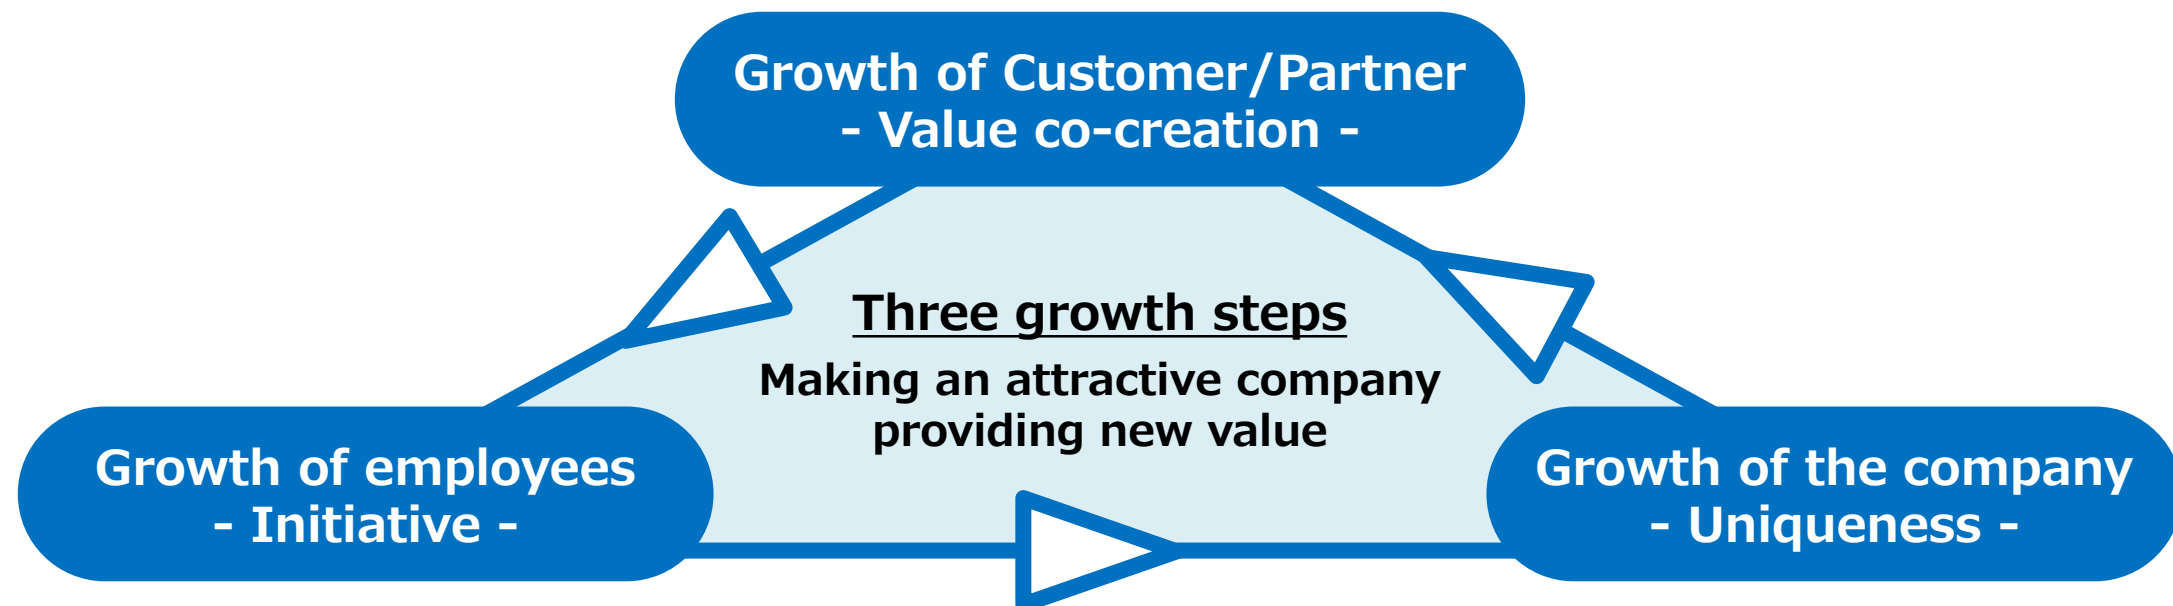 Growth of Customer/Partner
- Value co-creation -
Three growth steps
Making an attractive company
providing new value
Growth of employees
- Initiative -
Growth of the company
- Uniqueness -